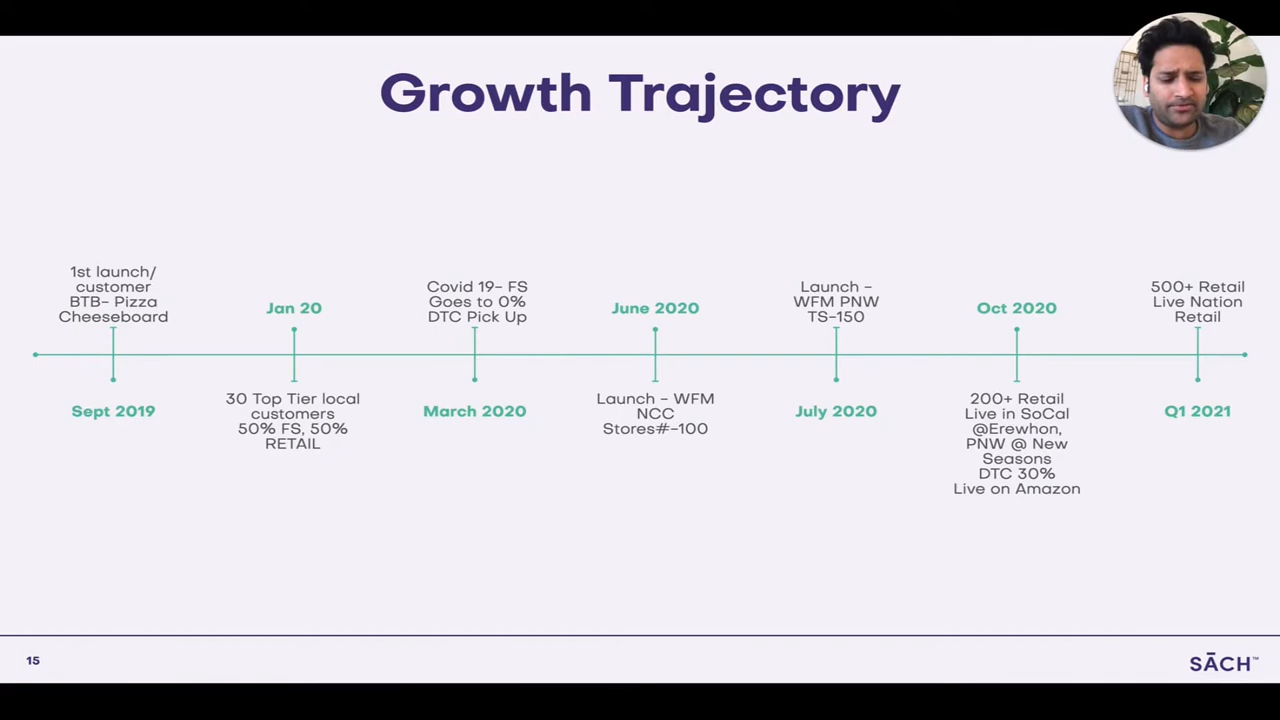 Growth Trajectory
1st launch/
customer
BTB- Pizza
Cheeseboard
Sept 2019
Jan 20
30 Top Tier local
customers
50% FS, 50%
RETAIL
Covid 19- FS
Goes to 0%
DTC Pick Up
March 2020
June 2020
Launch - WFM
NCC
Stores#-100
Launch -
WFM PNW
TS-150
July 2020
Oct 2020
200+ Retail
Live in SoCal
@Erewhon,
PNW @ New
Seasons
DTC 30%
Live on Amazon
500+ Retail
Live Nation
Retail
Q1 2021
15
SĀCH™